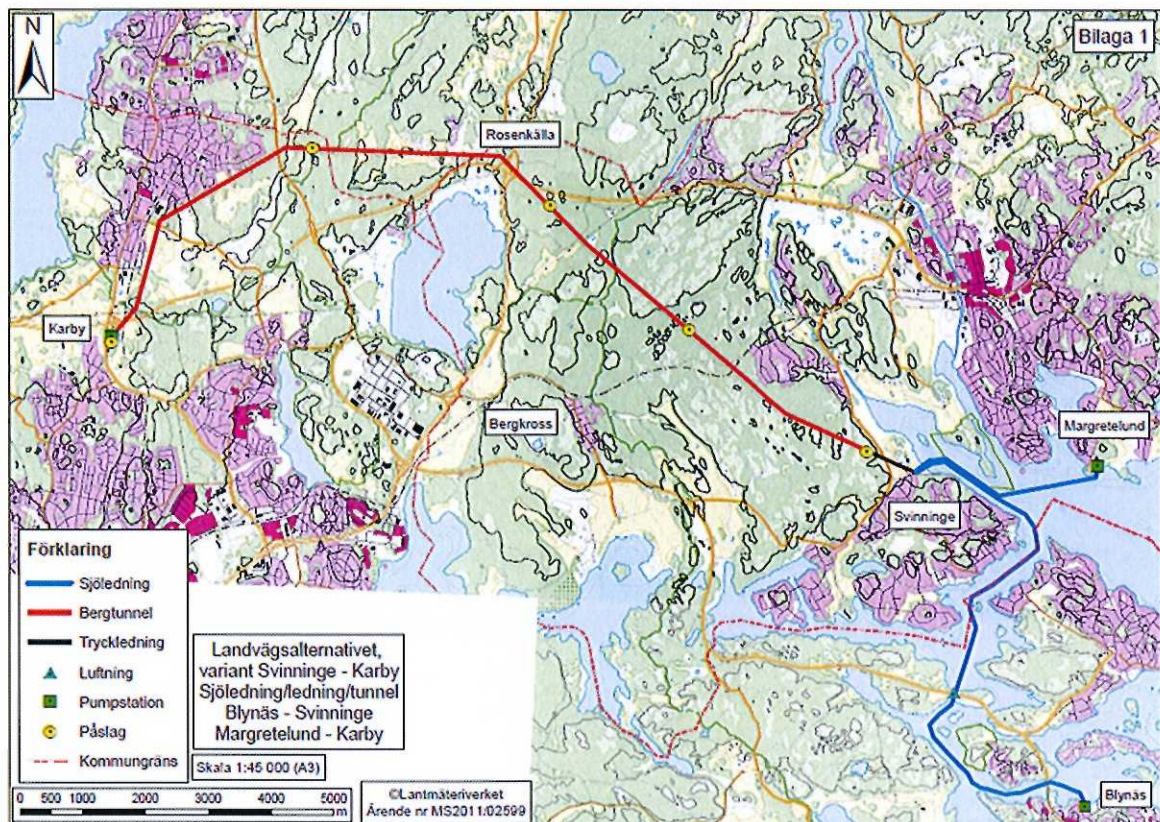 N
Bilaga 1
Rosenkälla
Karby
Bergkross
Margretelund
Svinninge
Blynäs
Förklaring
Sjöledning
Bergtunnel
Tryckledning
Luftning
Pumpstation
Påslag
Kommungräns
Landvägsalternativet,
variant Svinninge - Karby
Sjöledning/ledning/tunnel
Blynäs - Svinninge
Margretelund - Karby
Skala 1:45 000 (A3)
0 500 1000 2000 3000 4000 5000
m
©Lantmäteriverket
Ärende nr MS2011/02599